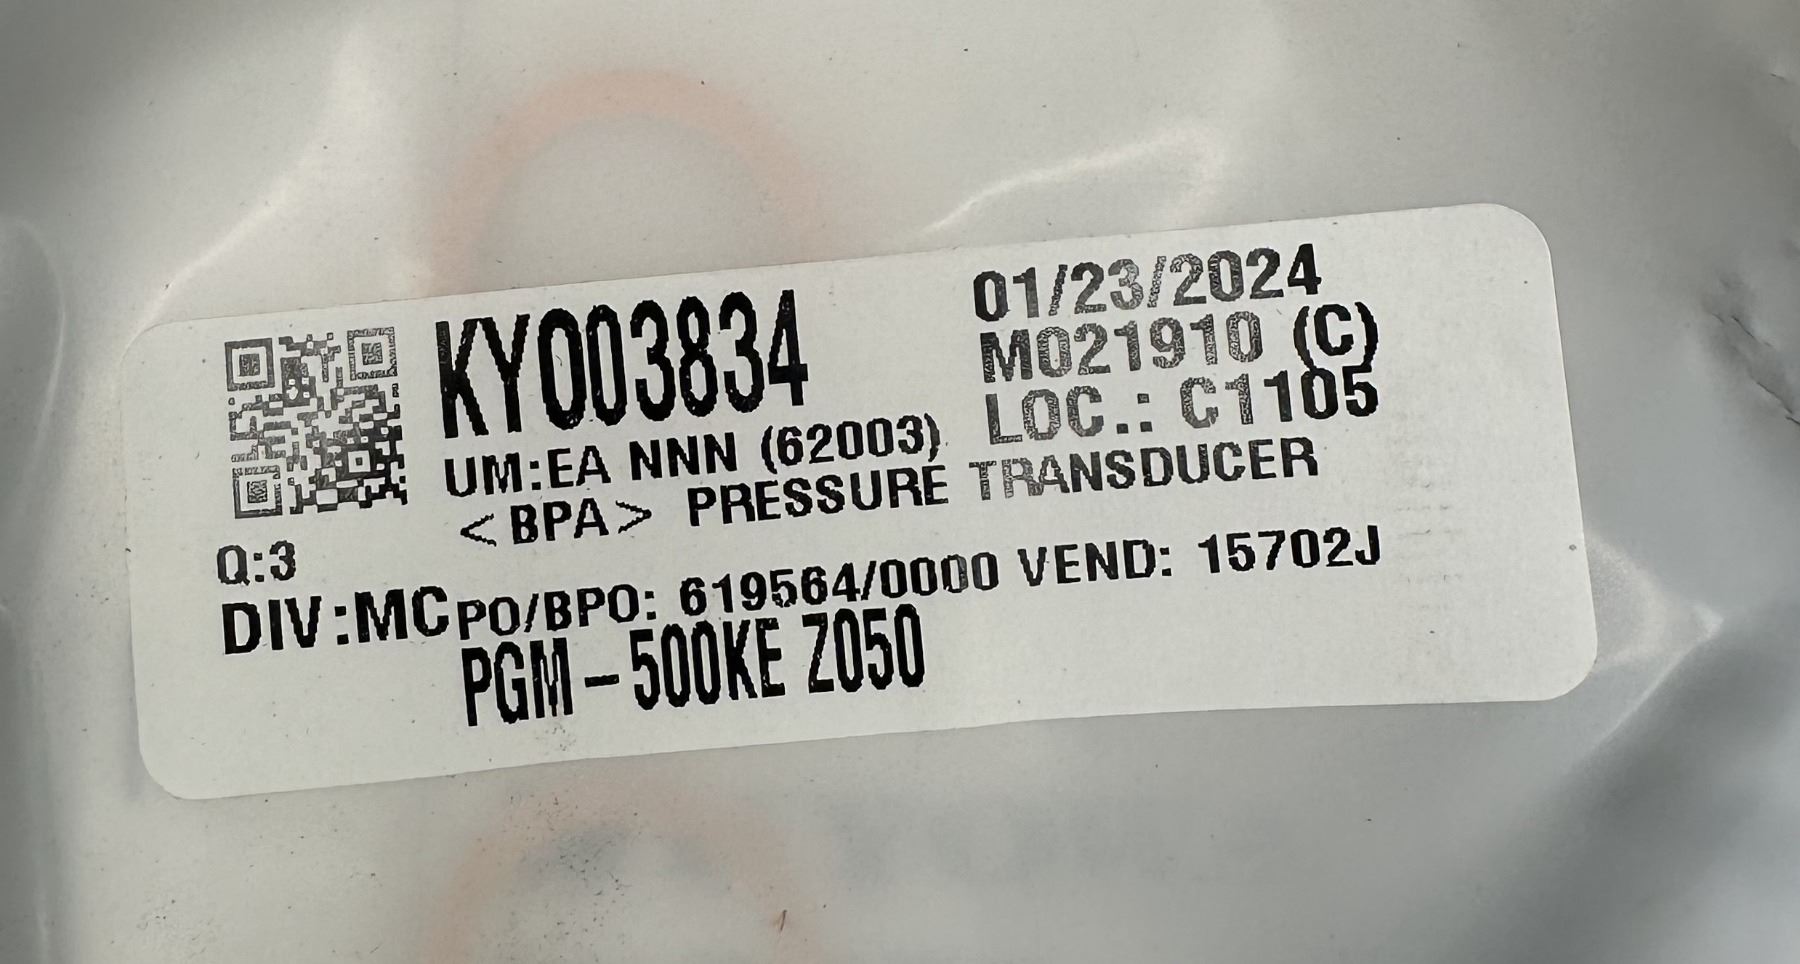 KY003834
01/23/2024
M021910 (C)
LOC.: C1105
UM:EA NNN (62003)
<BPA> PRESSURE TRANSDUCER
Q:3
DIV:MC PO/BPO: 619564/0000 VEND: 15702J
PGM-500KE Z050